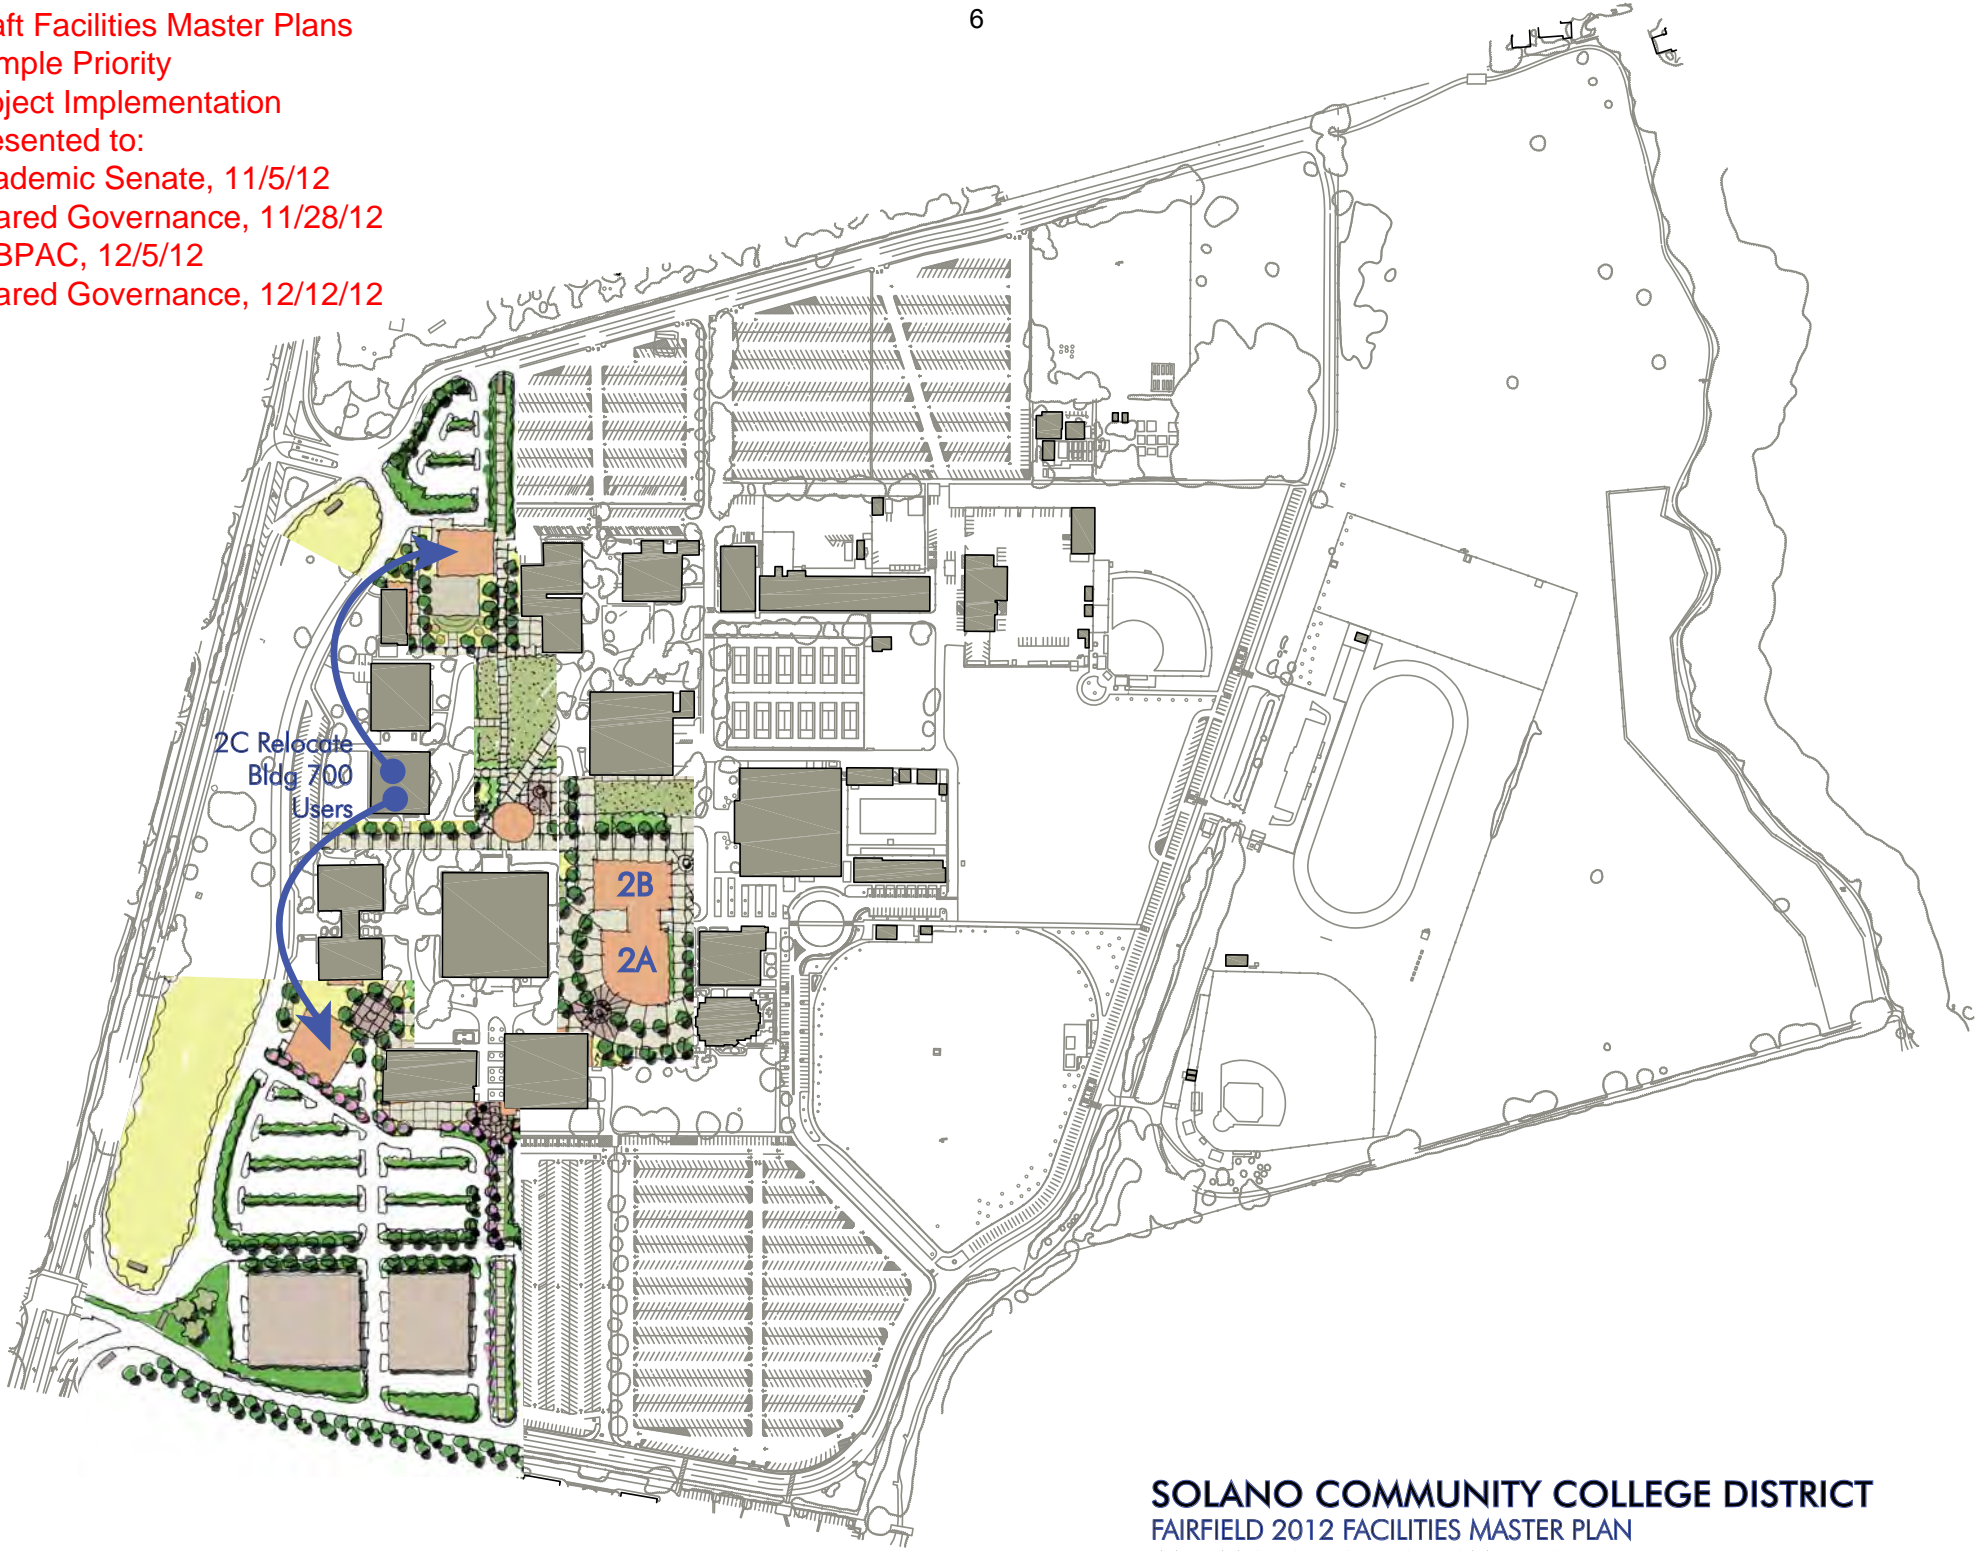 aft Facilities Master Plans
mple Priority
oject Implementation
esented to:
ademic Senate, 11/5/12
ared Governance, 11/28/12
BPAC, 12/5/12
ared Governance, 12/12/12
6
2C Relocate
Bldg 700
Users
2B
2A
SOLANO COMMUNITY COLLEGE DISTRICT
FAIRFIELD 2012 FACILITIES MASTER PLAN